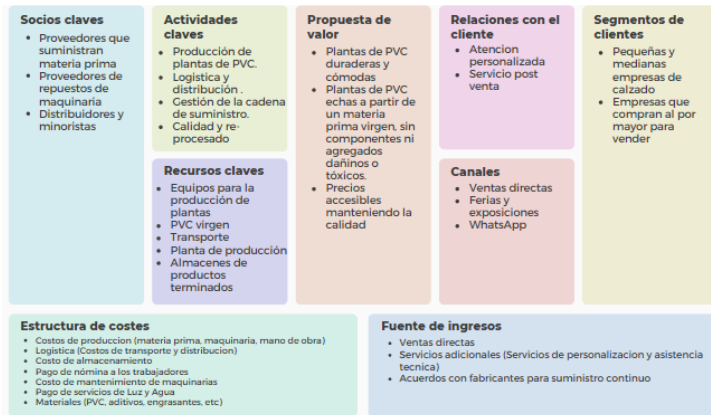 Socios claves
Proveedores que
suministran
materia prima
Proveedores de
repuestos de
maquinaria
Distribuidores y
minoristas
Actividades
claves
Producción de
plantas de PVC.
Logistica y
distribución .
Gestión de la cadena
de suministro.
Calidad y re-
procesado
Recursos claves
Equipos para la
producción de
plantas
PVC virgen
Transporte
Planta de producción
Almacenes de
productos
terminados
Propuesta de
valor
Plantas de PVC
duraderas y
cómodas
Plantas de PVC
echas a partir de
un materia
prima virgen, sin
componentes ni
agregados
dañinos o
tóxicos.
Precios
accesibles
manteniendo la
calidad
Relaciones con el
cliente
Atencion
personalizada
Servicio post
venta
Canales
Ventas directas
Ferias y
exposiciones
WhatsApp
Segmentos de
clientes
Pequeñas y
medianas
empresas de
calzado
Empresas que
compran al por
mayor para
vender
Estructura de costes
Costos de produccion (materia prima, maquinaria, mano de obra)
Logistica (Costos de transporte y distribucion)
Costo de almacenamiento
Pago de nómina a los trabajadores
Costo de mantenimiento de maquinarias
Pago de servicios de Luz y Agua
Materiales (PVC, aditivos, engrasantes, etc)
Fuente de ingresos
Ventas directas
Servicios adicionales (Servicios de personalizacion y asistencia
tecnica)
Acuerdos con fabricantes para suministro continuo